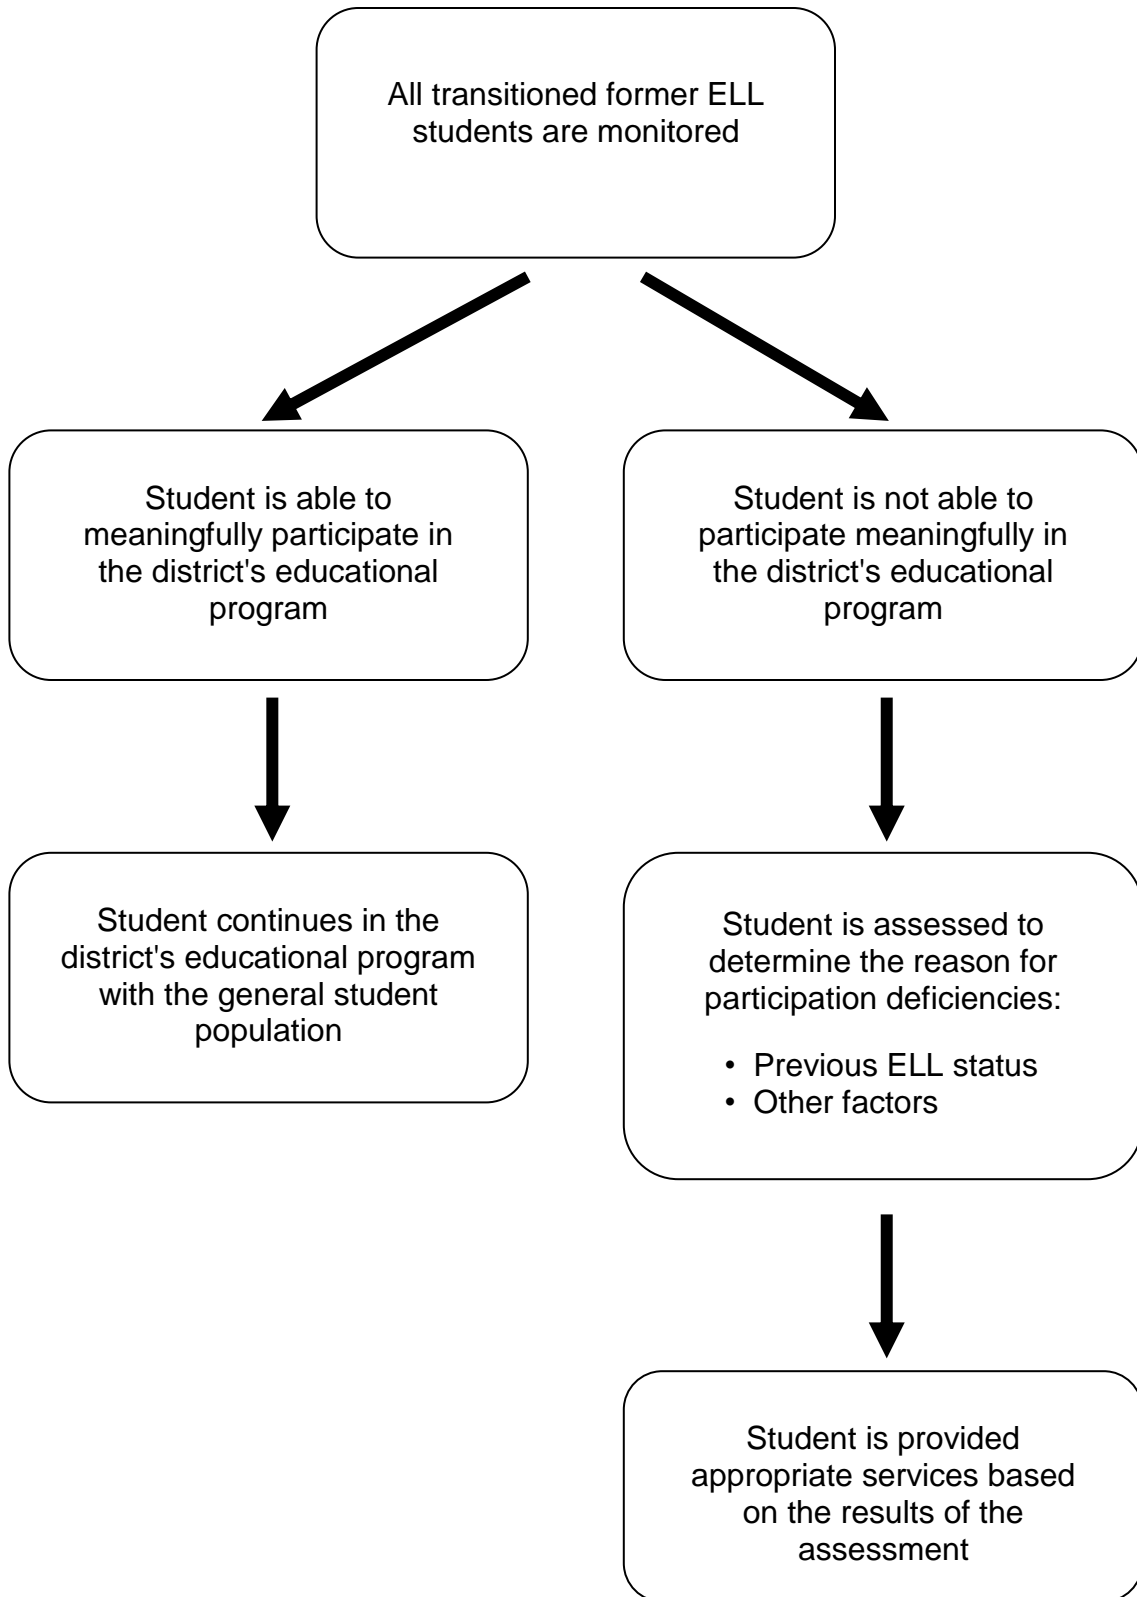 All transitioned former ELL
students are monitored
Student is able to
meaningfully participate in
the district's educational
program
Student is not able to
participate meaningfully in
the district's educational
program
Student continues in the
district's educational program
with the general student
population
Student is assessed to
determine the reason for
participation deficiencies:
• Previous ELL status
• Other factors
Student is provided
appropriate services based
on the results of the
assessment